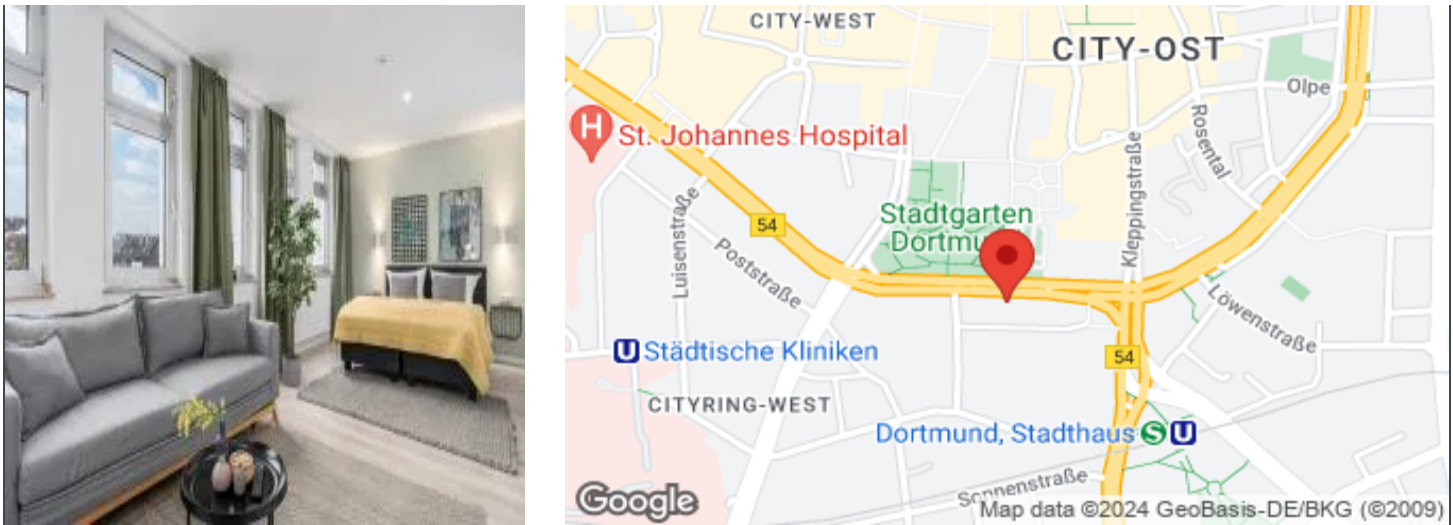 CITY-WEST
CITY-OST
Olpe
H St. Johannes Hospital
Rosental
Kleppingstraße
Luisenstraße
Stadtgarten
54
Poststraße
Löwenstraße
U Städtische Kliniken
54
CITYRING-WEST
Dortmund, Stadthaus S U
Sonnenstraße
Google
Map data ©2024 GeoBasis-DE/BKG (©2009)